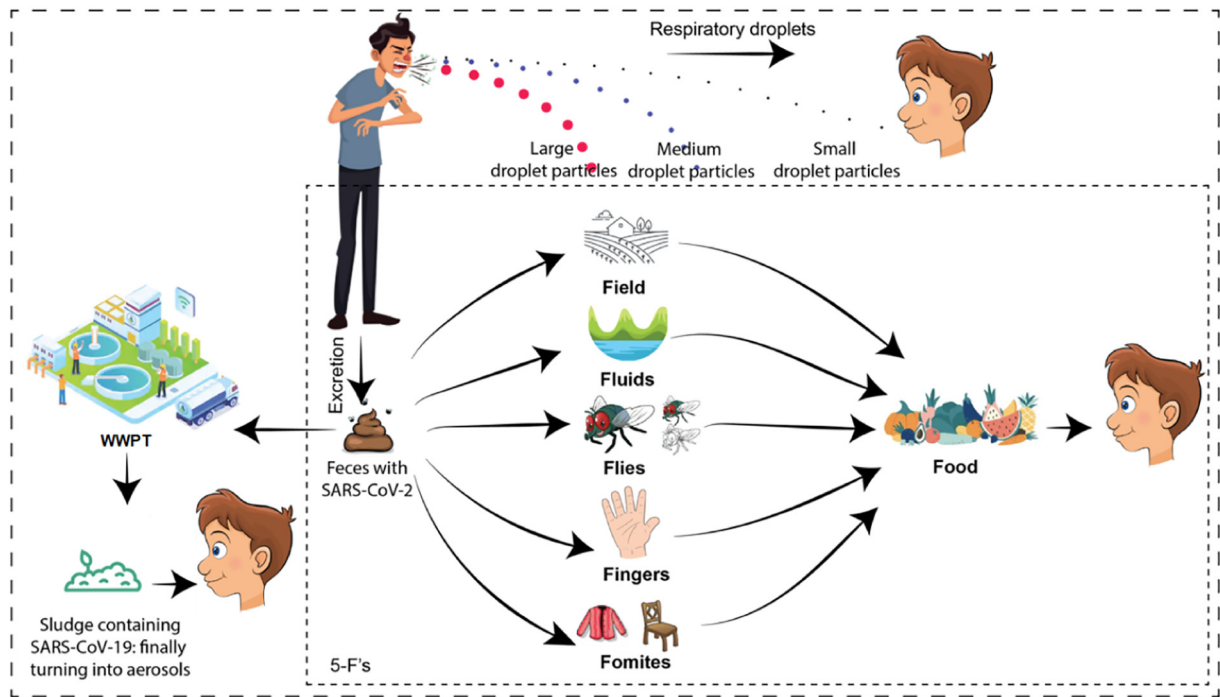 Respiratory droplets
Large
droplet particles
Medium
droplet particles
Small
droplet particles
Field
Fluids
Excretion
WWPT
Feces with
SARS-CoV-2
Flies
Food
Fingers
Sludge containing
SARS-CoV-19: finally
turning into aerosols
Fomites
5-F's